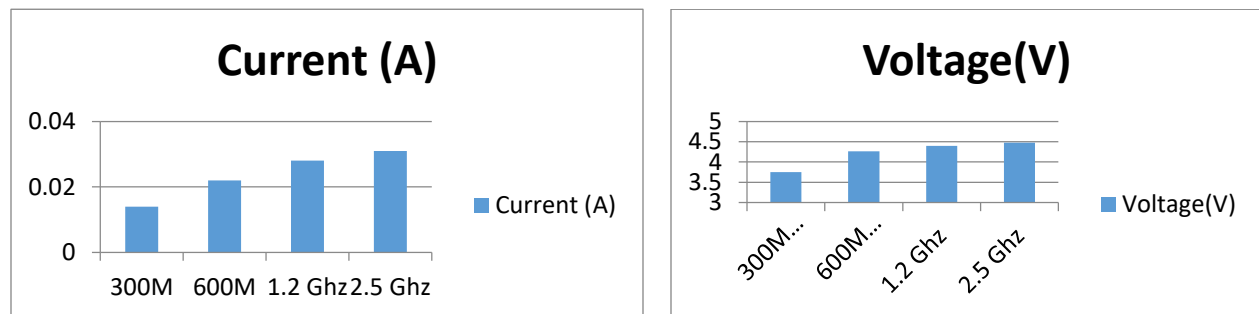 Current (A)
0.04
0.02
0
300M 600M 1.2 Ghz 2.5 Ghz
Current (A)
Voltage(V)
5
4.5
4
3.5
3
300M...
600M...
1.2 Ghz
2.5 Ghz
Voltage(V)